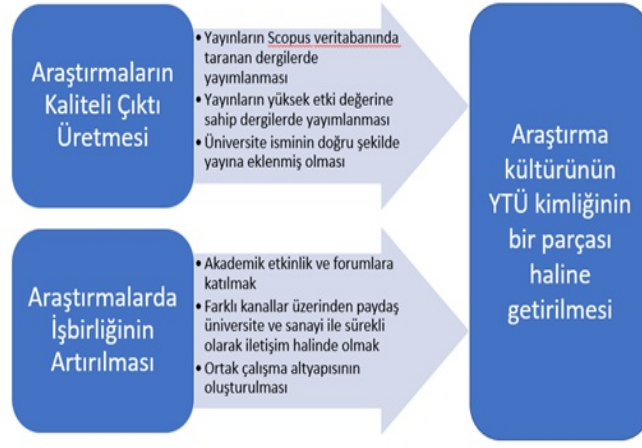 Araştırmaların
Kaliteli Çıktı
Üretmesi
• Yayınların Scopus veritabanında
taranan dergilerde
yayımlanması
• Yayınların yüksek etki değerine
sahip dergilerde yayımlanması
• Üniversite isminin doğru şekilde
yayına eklenmiş olması
Araştırmalarda
İşbirliğinin
Artırılması
• Akademik etkinlik ve forumlara
katılmak
• Farklı kanallar üzerinden paydaş
üniversite ve sanayi ile sürekli
olarak iletişim halinde olmak
• Ortak çalışma altyapısının
oluşturulması
Araştırma
kültürünün
YTÜ kimliğinin
bir parçası
haline
getirilmesi